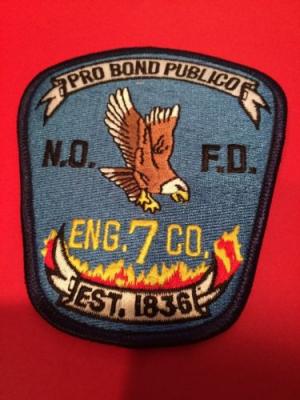 PRO BOND PUBLICO
N.O. F.D.
ENG. 7 CO.
EST. 1836